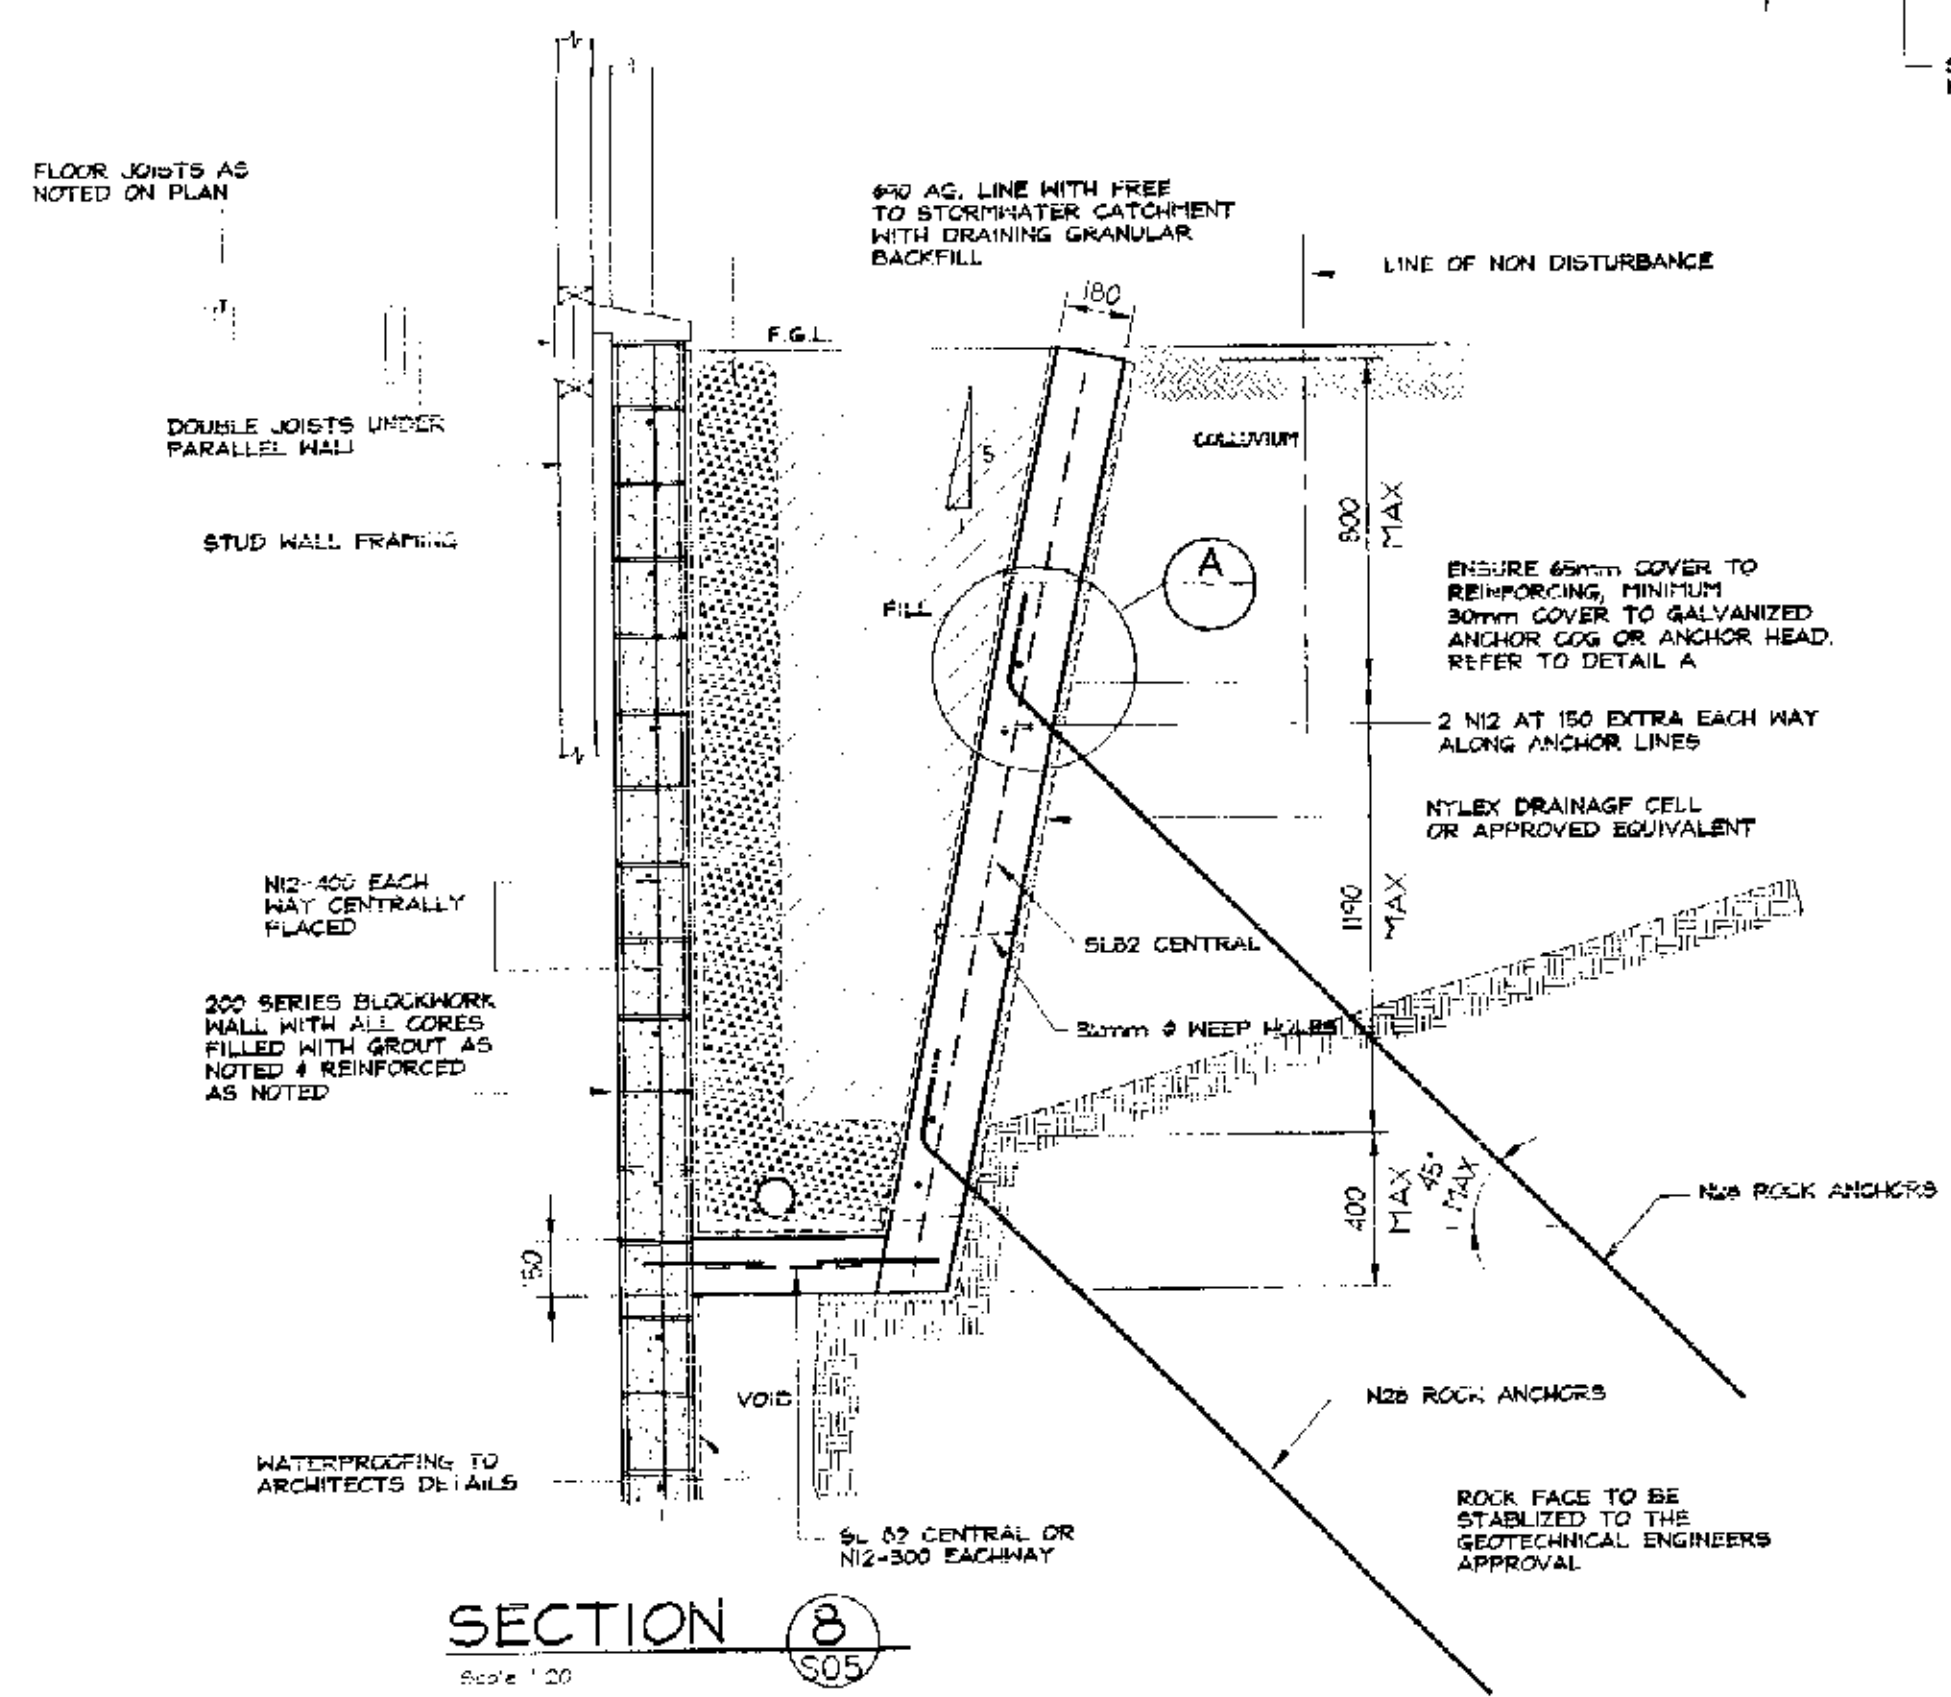 FLOOR JOISTS AS
NOTED ON PLAN
AG. LINE WITH FREE
TO STORMWATER CATCHMENT
WITH DRAINING GRANULAR
BACKFILL
LINE OF NON DISTURBANCE
180
F.G.L.
DOUBLE JOISTS UNDER
PARALLEL WALL
5
1
COLLUVIUM
800
MAX
STUD WALL FRAMING
A
FILL
ENSURE 65mm COVER TO
REINFORCING, MINIMUM
30mm COVER TO GALVANIZED
ANCHOR COG OR ANCHOR HEAD.
REFER TO DETAIL A
2 N12 AT 150 EXTRA EACH WAY
ALONG ANCHOR LINES
NYLEX DRAINAGE CELL
OR APPROVED EQUIVALENT
N12-400 EACH
WAY CENTRALLY
PLACED
1190
MAX
SL82 CENTRAL
200 SERIES BLOCKWORK
WALL WITH ALL CORES
FILLED WITH GROUT AS
NOTED & REINFORCED
AS NOTED
WEEP HOLES
400
MAX
45°
MAX
N28 ROCK ANCHORS
150
VOID
N28 ROCK ANCHORS
WATERPROOFING TO
ARCHITECTS DETAILS
ROCK FACE TO BE
STABLIZED TO THE
GEOTECHNICAL ENGINEERS
APPROVAL
SL 82 CENTRAL OR
N12-300 EACHWAY
SECTION 8
S05
Scale 1:20